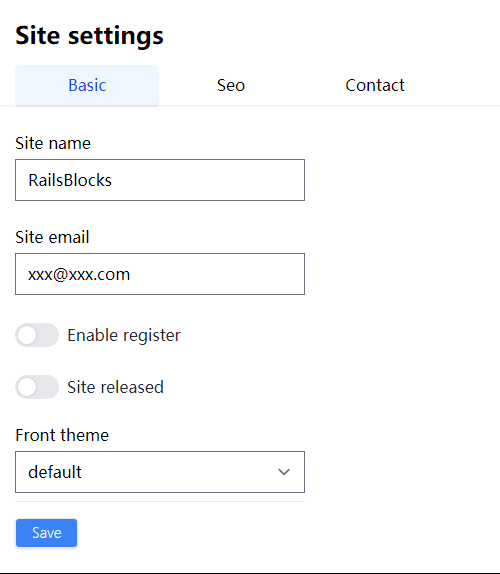 Site settings
Basic Seo Contact
Site name
RailsBlocks
Site email
xxx@xxx.com
Enable register
Site released
Front theme
default
Save